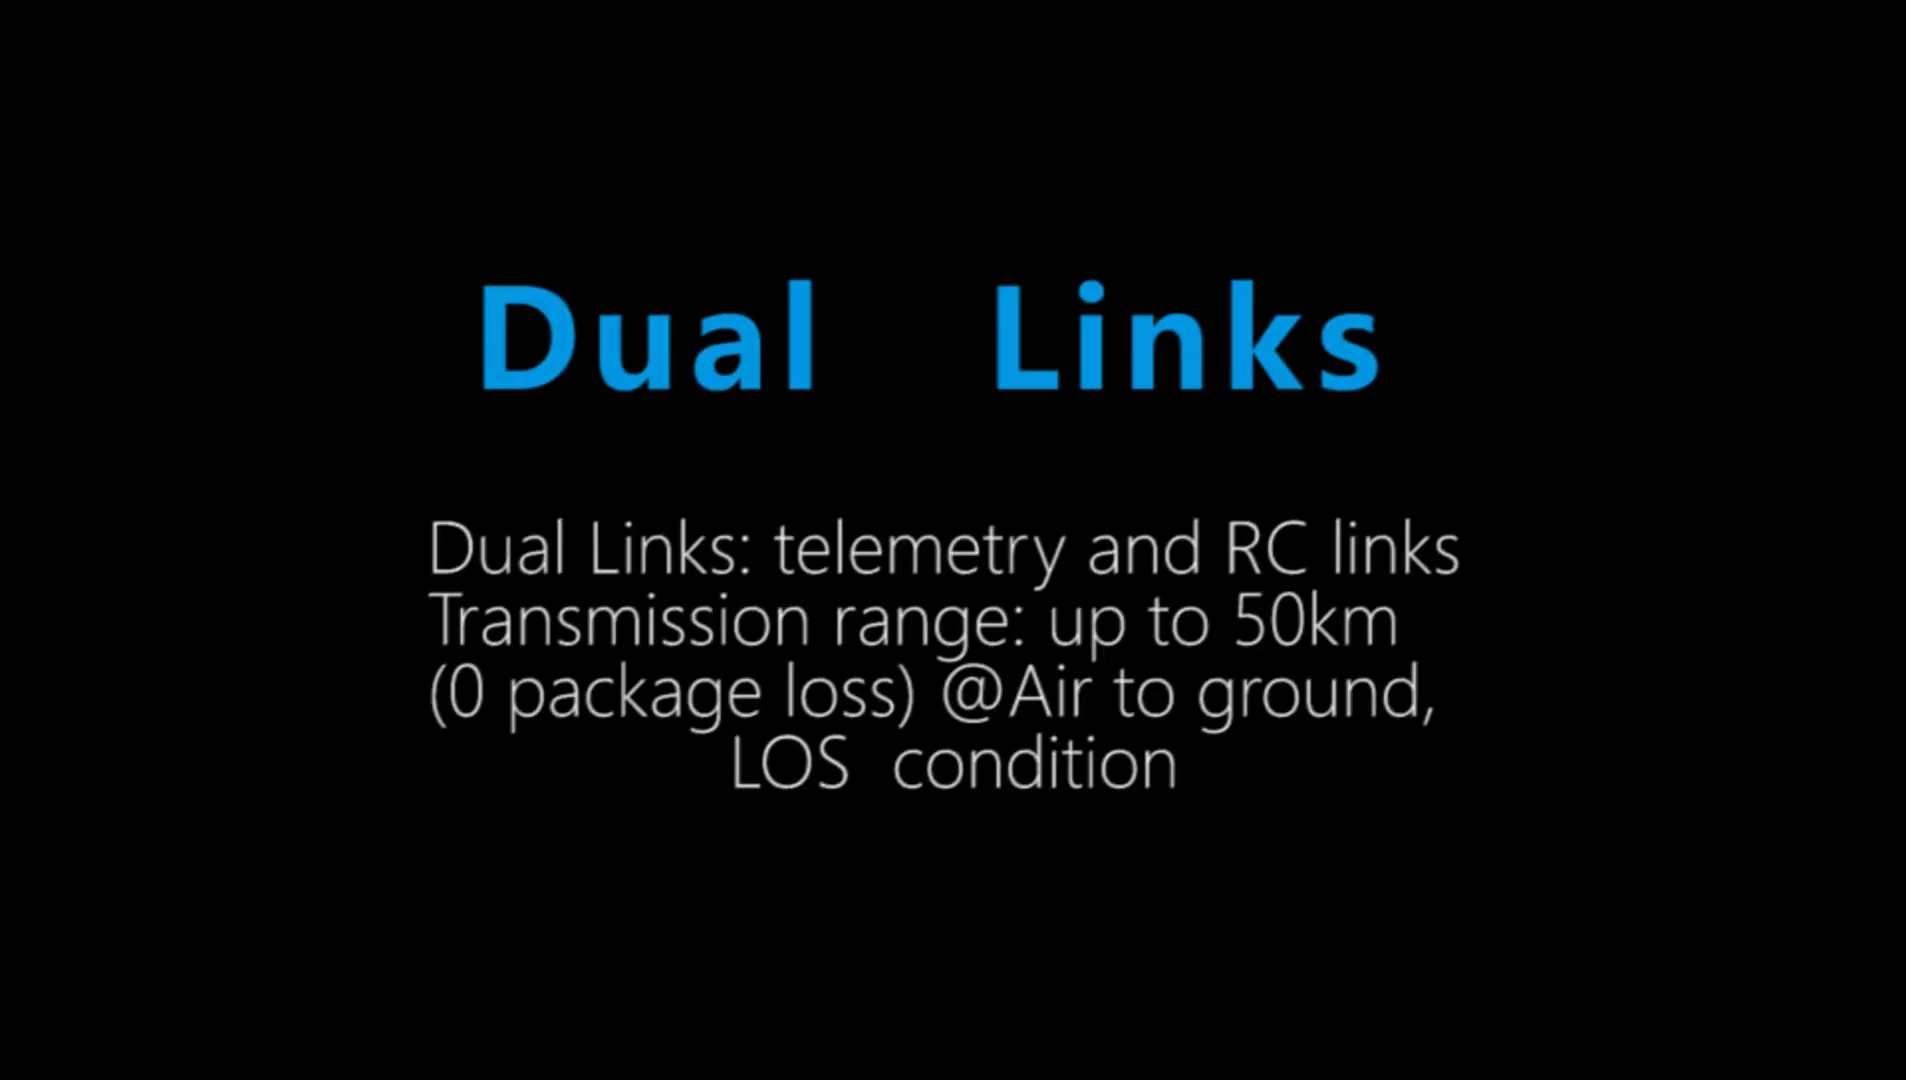 Dual Links
Dual Links: telemetry and RC links
Transmission range: up to 50km
(0 package loss) @Air to ground,
LOS condition